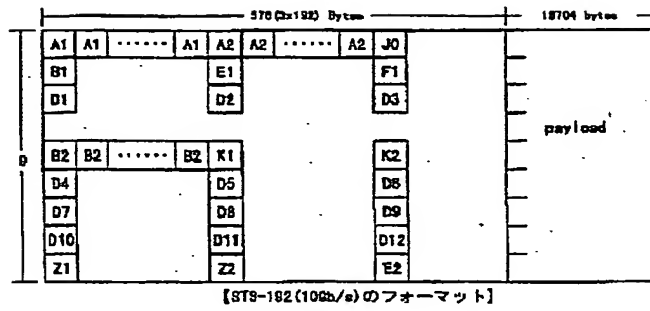 576(3x192) Bytes
16704 bytes
A1 A1 ······ A1 A2 A2 ······ A2 J0
B1 E1 F1
D1 D2 D3
payload
9
B2 B2 ······ B2 K1 K2
D4 D5 D6
D7 D8 D9
D10 D11 D12
Z1 Z2 E2
【STS-192(10Gb/s)のフォーマット】